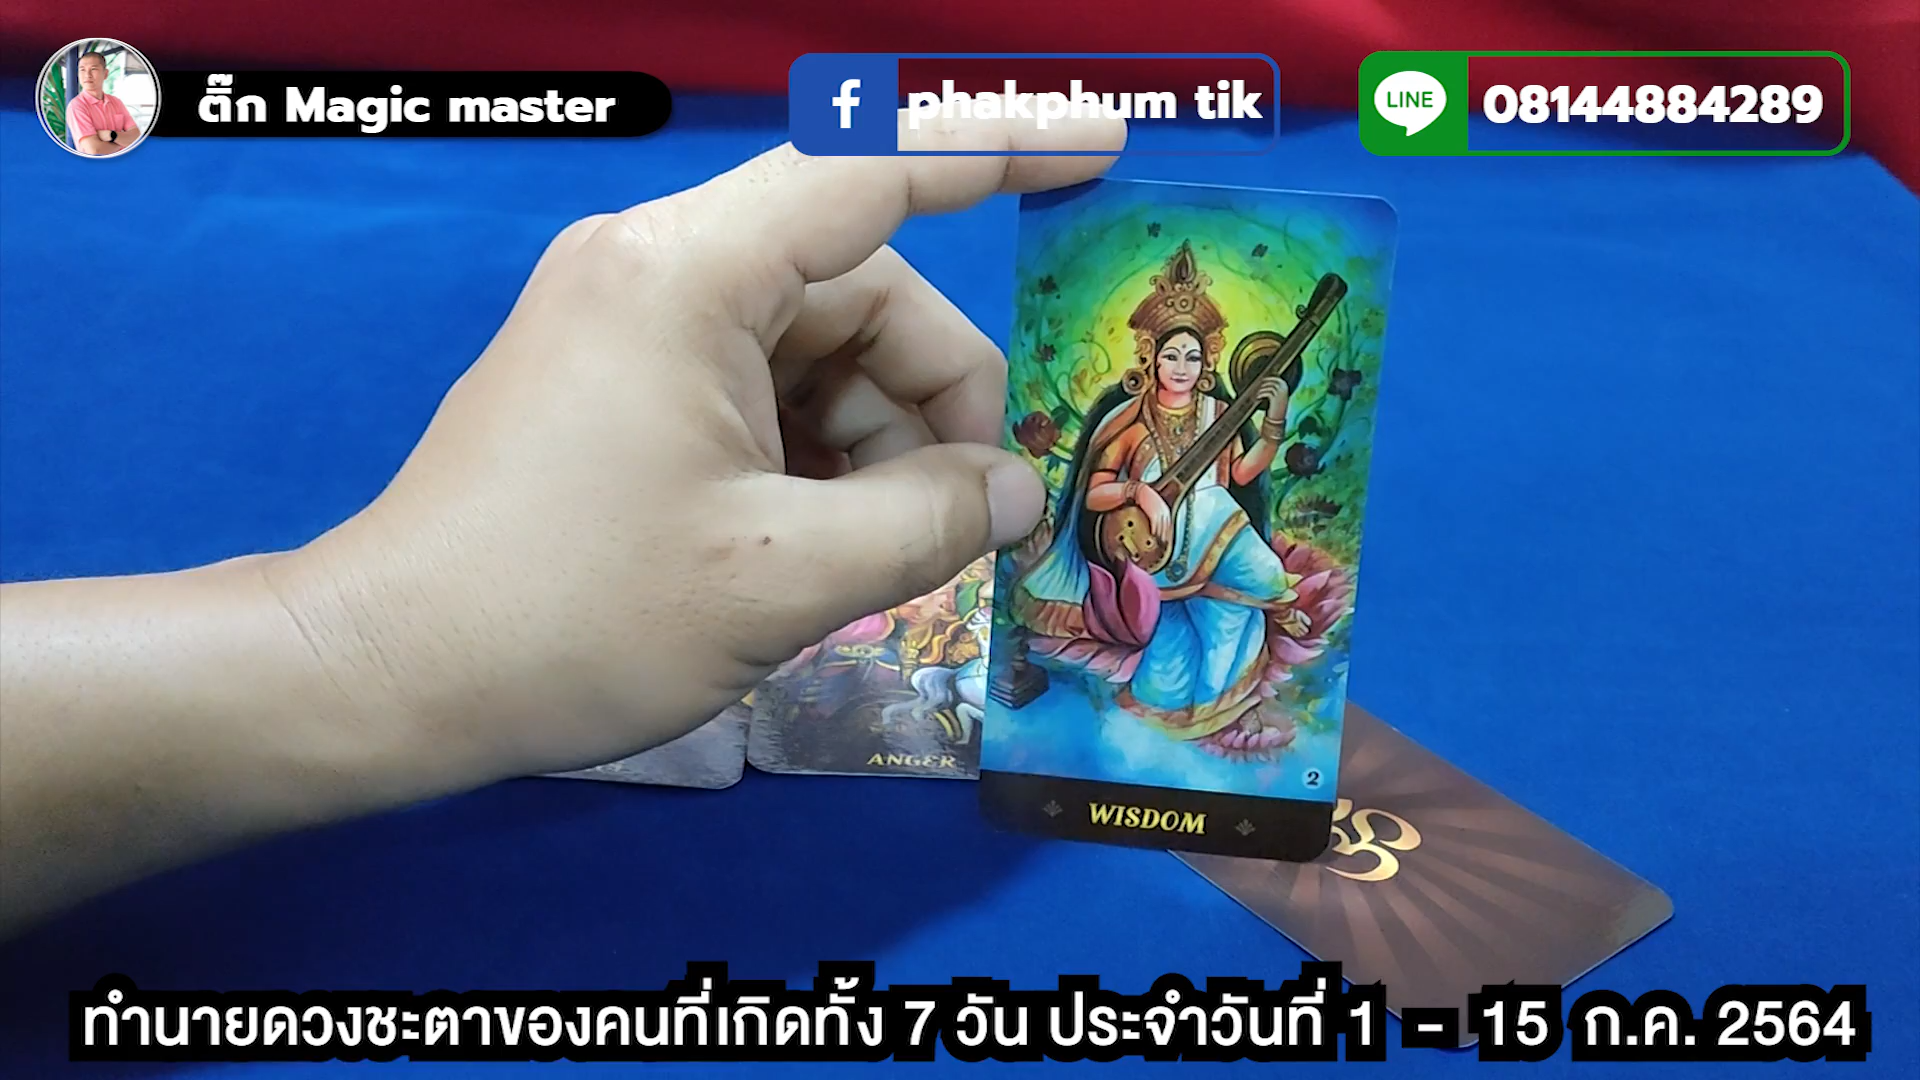 ติ๊ก Magic master
f phakphum tik
LINE 08144884289
ANGER
2
WISDOM
ทำนายดวงชะตาของคนที่เกิดทั้ง 7 วัน ประจำวันที่ 1 - 15 ก.ค. 2564